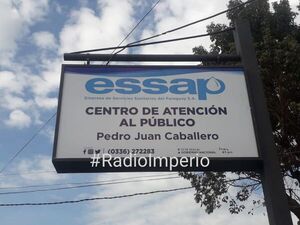 essap
Empresa de Servicios Sanitarios del Paraguay S.A.
CENTRO DE ATENCIÓN
AL PÚBLICO
Pedro Juan Caballero
#RadioImperio
(0336) 272283